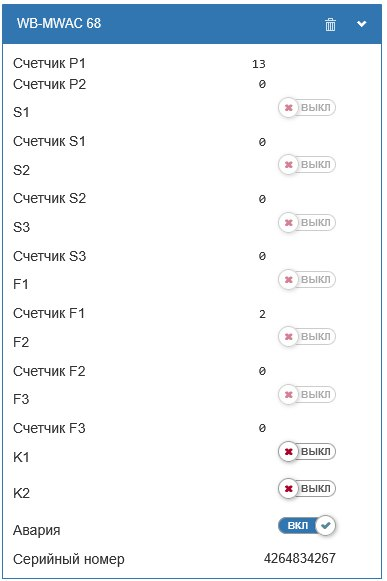 WB-MWAC 68
Счетчик P1 13
Счетчик P2 0
S1 ВЫКЛ
Счетчик S1 0
S2 ВЫКЛ
Счетчик S2 0
S3 ВЫКЛ
Счетчик S3 0
F1 ВЫКЛ
Счетчик F1 2
F2 ВЫКЛ
Счетчик F2 0
F3 ВЫКЛ
Счетчик F3 0
K1 ВЫКЛ
K2 ВЫКЛ
Авария ВКЛ
Серийный номер 4264834267